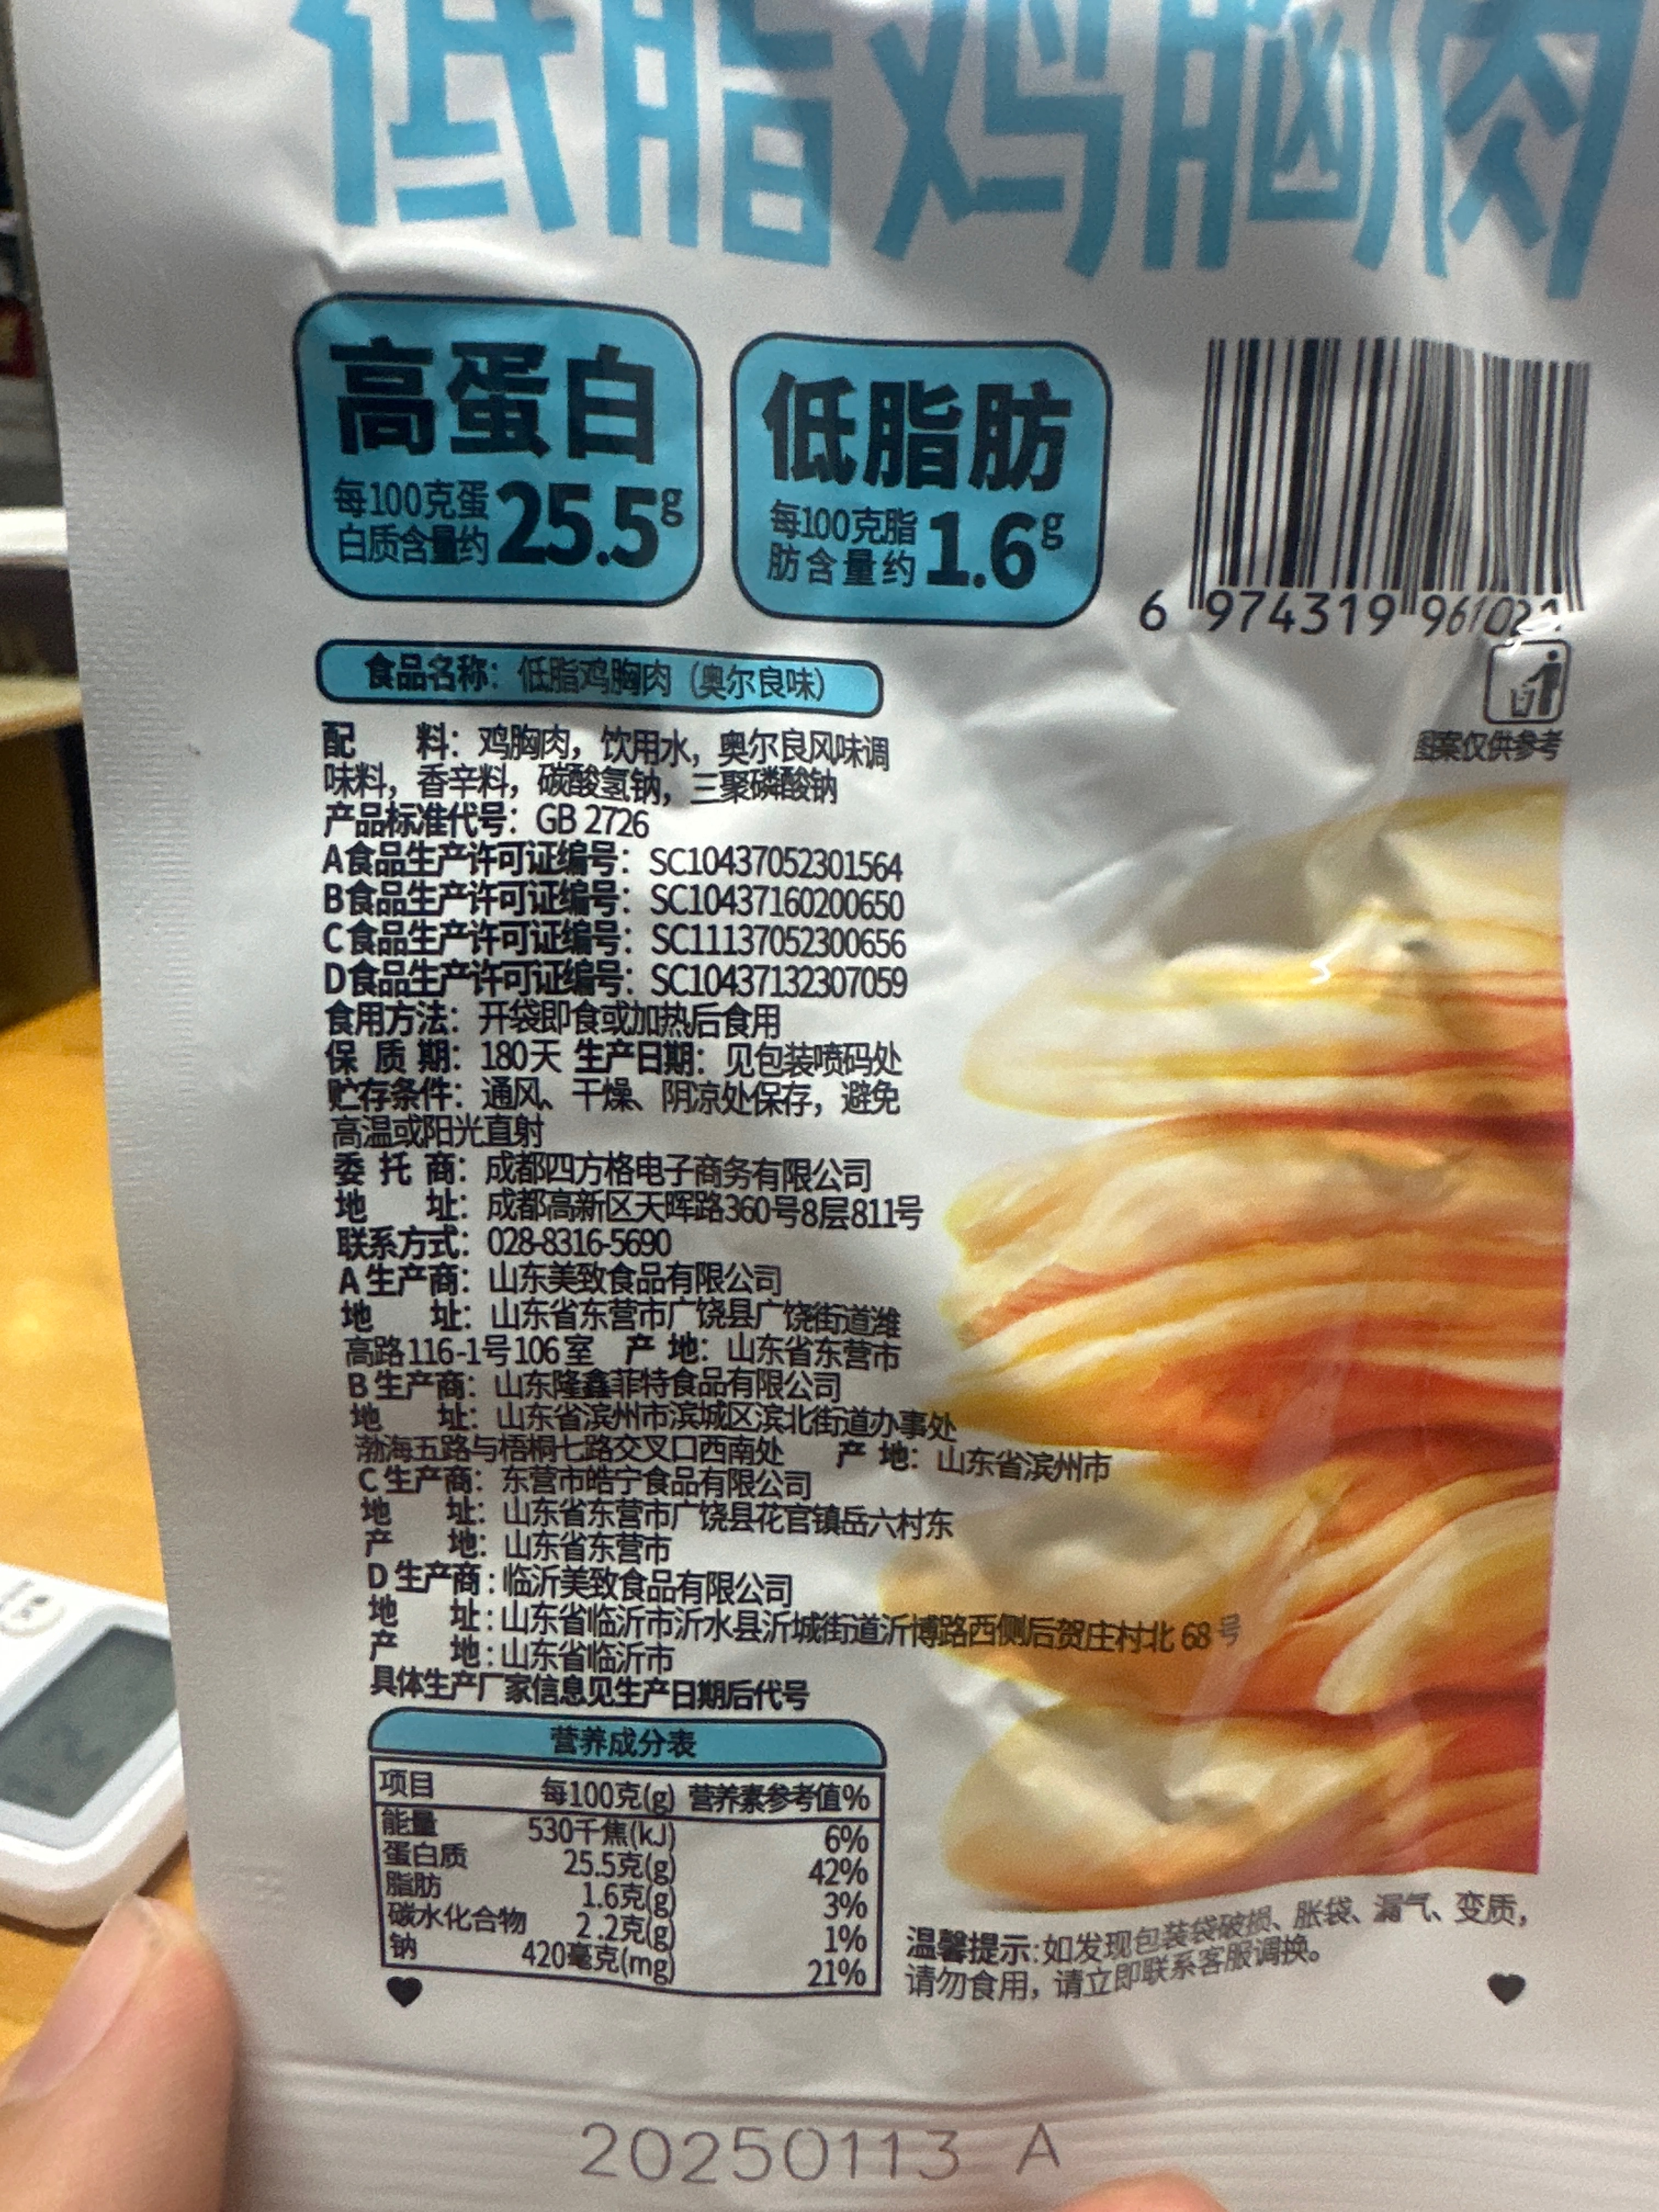 低脂鸡胸肉
高蛋白
每100克蛋
白质含量约25.5g
低脂肪
每100克脂
肪含量约1.6g
6 974319 961021
图案仅供参考
食品名称：低脂鸡胸肉（奥尔良味）
配 料：鸡胸肉，饮用水，奥尔良风味调
味料，香辛料，碳酸氢钠，三聚磷酸钠
产品标准代号：GB 2726
A食品生产许可证编号：SC10437052301564
B食品生产许可证编号：SC10437160200650
C食品生产许可证编号：SC11137052300656
D食品生产许可证编号：SC10437132307059
食用方法：开袋即食或加热后食用
保 质 期：180天 生产日期：见包装喷码处
贮存条件：通风、干燥、阴凉处保存，避免
高温或阳光直射
委 托 商：成都四方格电子商务有限公司
地 址：成都高新区天晖路360号8层811号
联系方式：028-8316-5690
A生产商：山东美致食品有限公司
地 址：山东省东营市广饶县广饶街道潍
高路116-1号106室 产 地：山东省东营市
B生产商：山东隆鑫菲特食品有限公司
地 址：山东省滨州市滨城区滨北街道办事处
渤海五路与梧桐七路交叉口西南处 产 地：山东省滨州市
C生产商：东营市皓宁食品有限公司
地 址：山东省东营市广饶县花官镇岳六村东
产 地：山东省东营市
D生产商：临沂美致食品有限公司
地 址：山东省临沂市沂水县沂城街道沂博路西侧后贺庄村北68号
产 地：山东省临沂市
具体生产厂家信息见生产日期后代号
营养成分表
项目 每100克(g) 营养素参考值%
能量 530千焦(kJ) 6%
蛋白质 25.5克(g) 42%
脂肪 1.6克(g) 3%
碳水化合物 2.2克(g) 1%
钠 420毫克(mg) 21%
温馨提示：如发现包装袋破损、胀袋、漏气、变质，
请勿食用，请立即联系客服调换。
20250113 A